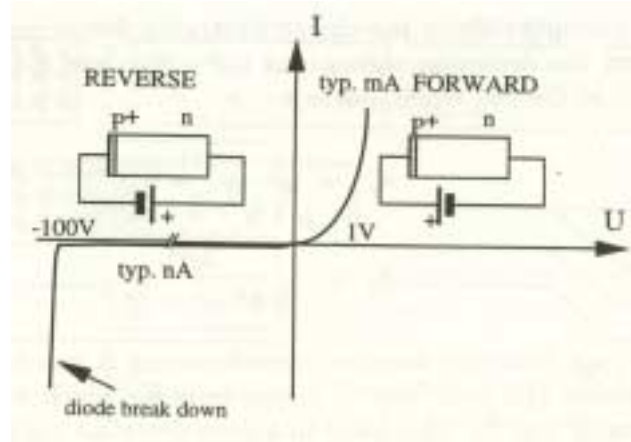 I
REVERSE
typ. mA FORWARD
p+ n
p+ n
+
+
-100V
1V
U
typ. nA
diode break down